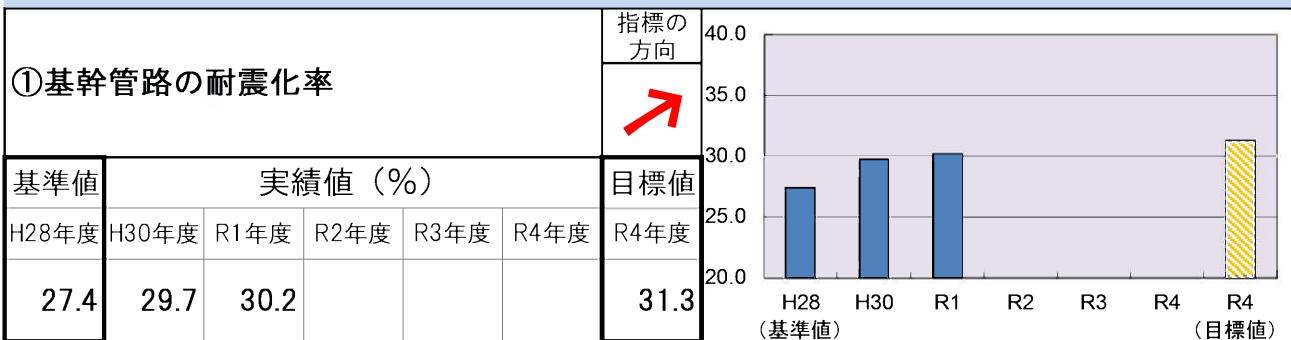 ①基幹管路の耐震化率
指標の
方向
基準値 実績値（%） 目標値
H28年度 H30年度 R1年度 R2年度 R3年度 R4年度 R4年度
27.4 29.7 30.2 31.3
40.0
35.0
30.0
25.0
20.0
H28 H30 R1 R2 R3 R4 R4
（基準値） （目標値）